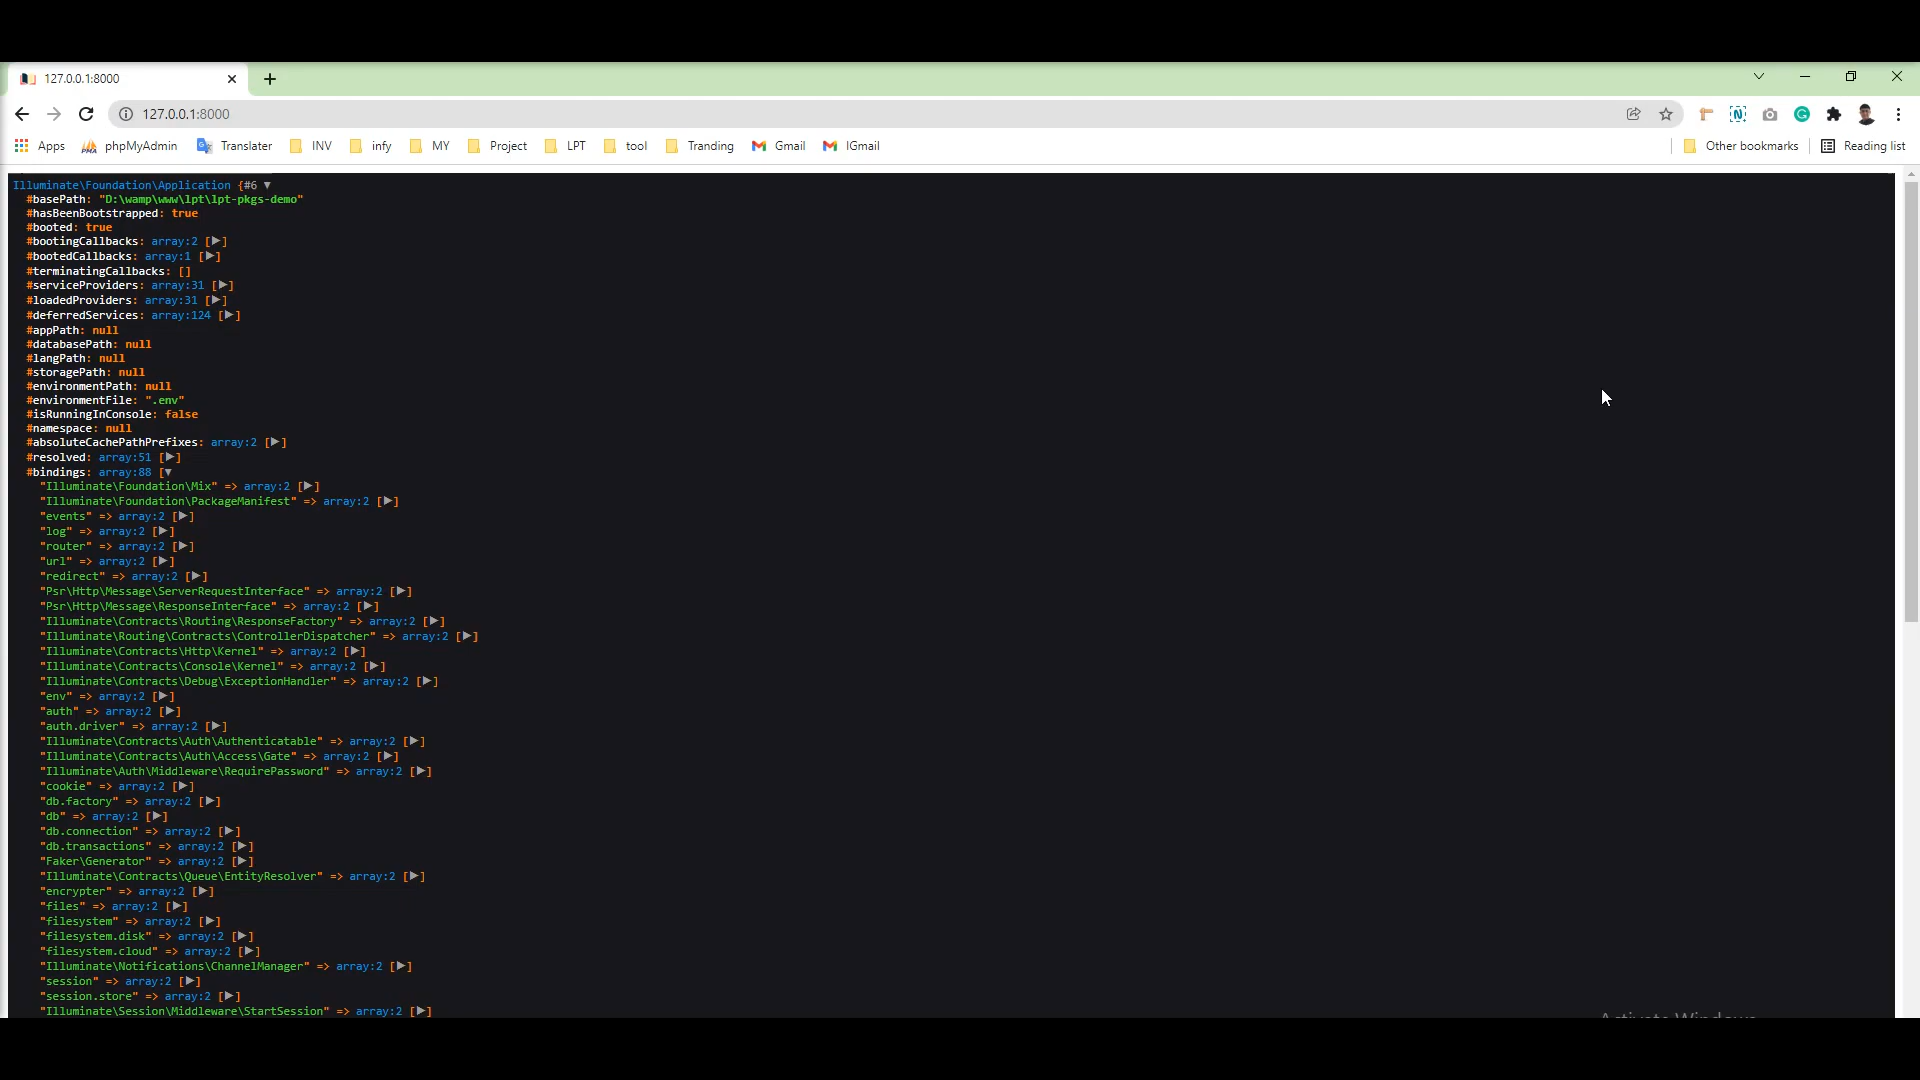 127.0.0.1:8000
127.0.0.1:8000
Apps phpMyAdmin Translater INV infy MY Project LPT tool Tranding Gmail IGmail Other bookmarks Reading list
Illuminate\Foundation\Application {#6 ▼
#basePath: "D:\wamp\www\lpt\lpt-pkgs-demo"
#hasBeenBootstrapped: true
#booted: true
#bootingCallbacks: array:2 [▶]
#bootedCallbacks: array:1 [▶]
#terminatingCallbacks: []
#serviceProviders: array:31 [▶]
#loadedProviders: array:31 [▶]
#deferredServices: array:124 [▶]
#appPath: null
#databasePath: null
#langPath: null
#storagePath: null
#environmentPath: null
#environmentFile: ".env"
#isRunningInConsole: false
#namespace: null
#absoluteCachePathPrefixes: array:2 [▶]
#resolved: array:51 [▶]
#bindings: array:88 [▼
"Illuminate\Foundation\Mix" => array:2 [▶]
"Illuminate\Foundation\PackageManifest" => array:2 [▶]
"events" => array:2 [▶]
"log" => array:2 [▶]
"router" => array:2 [▶]
"url" => array:2 [▶]
"redirect" => array:2 [▶]
"Psr\Http\Message\ServerRequestInterface" => array:2 [▶]
"Psr\Http\Message\ResponseInterface" => array:2 [▶]
"Illuminate\Contracts\Routing\ResponseFactory" => array:2 [▶]
"Illuminate\Routing\Contracts\ControllerDispatcher" => array:2 [▶]
"Illuminate\Contracts\Http\Kernel" => array:2 [▶]
"Illuminate\Contracts\Console\Kernel" => array:2 [▶]
"Illuminate\Contracts\Debug\ExceptionHandler" => array:2 [▶]
"env" => array:2 [▶]
"auth" => array:2 [▶]
"auth.driver" => array:2 [▶]
"Illuminate\Contracts\Auth\Authenticatable" => array:2 [▶]
"Illuminate\Contracts\Auth\Access\Gate" => array:2 [▶]
"Illuminate\Auth\Middleware\RequirePassword" => array:2 [▶]
"cookie" => array:2 [▶]
"db.factory" => array:2 [▶]
"db" => array:2 [▶]
"db.connection" => array:2 [▶]
"db.transactions" => array:2 [▶]
"Faker\Generator" => array:2 [▶]
"Illuminate\Contracts\Queue\EntityResolver" => array:2 [▶]
"encrypter" => array:2 [▶]
"files" => array:2 [▶]
"filesystem" => array:2 [▶]
"filesystem.disk" => array:2 [▶]
"filesystem.cloud" => array:2 [▶]
"Illuminate\Notifications\ChannelManager" => array:2 [▶]
"session" => array:2 [▶]
"session.store" => array:2 [▶]
"Illuminate\Session\Middleware\StartSession" => array:2 [▶]